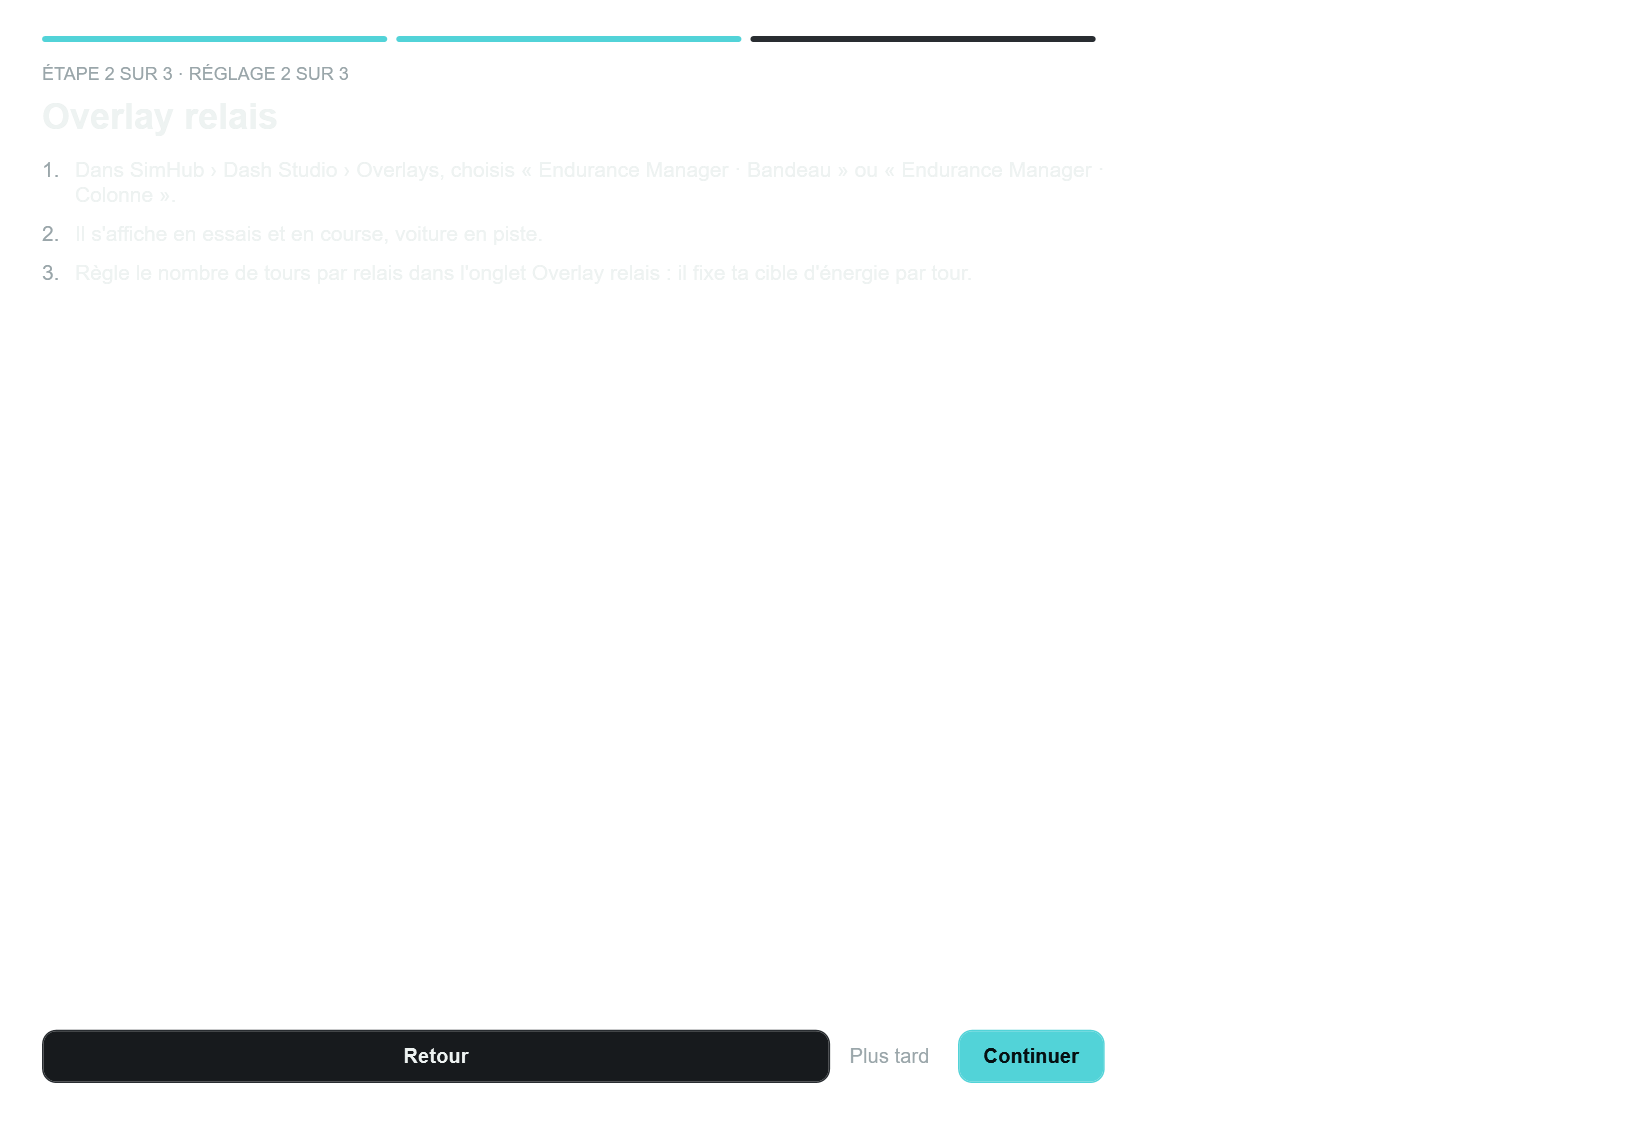 ÉTAPE 2 SUR 3 · RÉGLAGE 2 SUR 3
Overlay relais
1. Dans SimHub › Dash Studio › Overlays, choisis « Endurance Manager · Bandeau » ou « Endurance Manager ·
Colonne ».
2. Il s'affiche en essais et en course, voiture en piste.
3. Règle le nombre de tours par relais dans l'onglet Overlay relais : il fixe ta cible d'énergie par tour.
Retour
Plus tard
Continuer